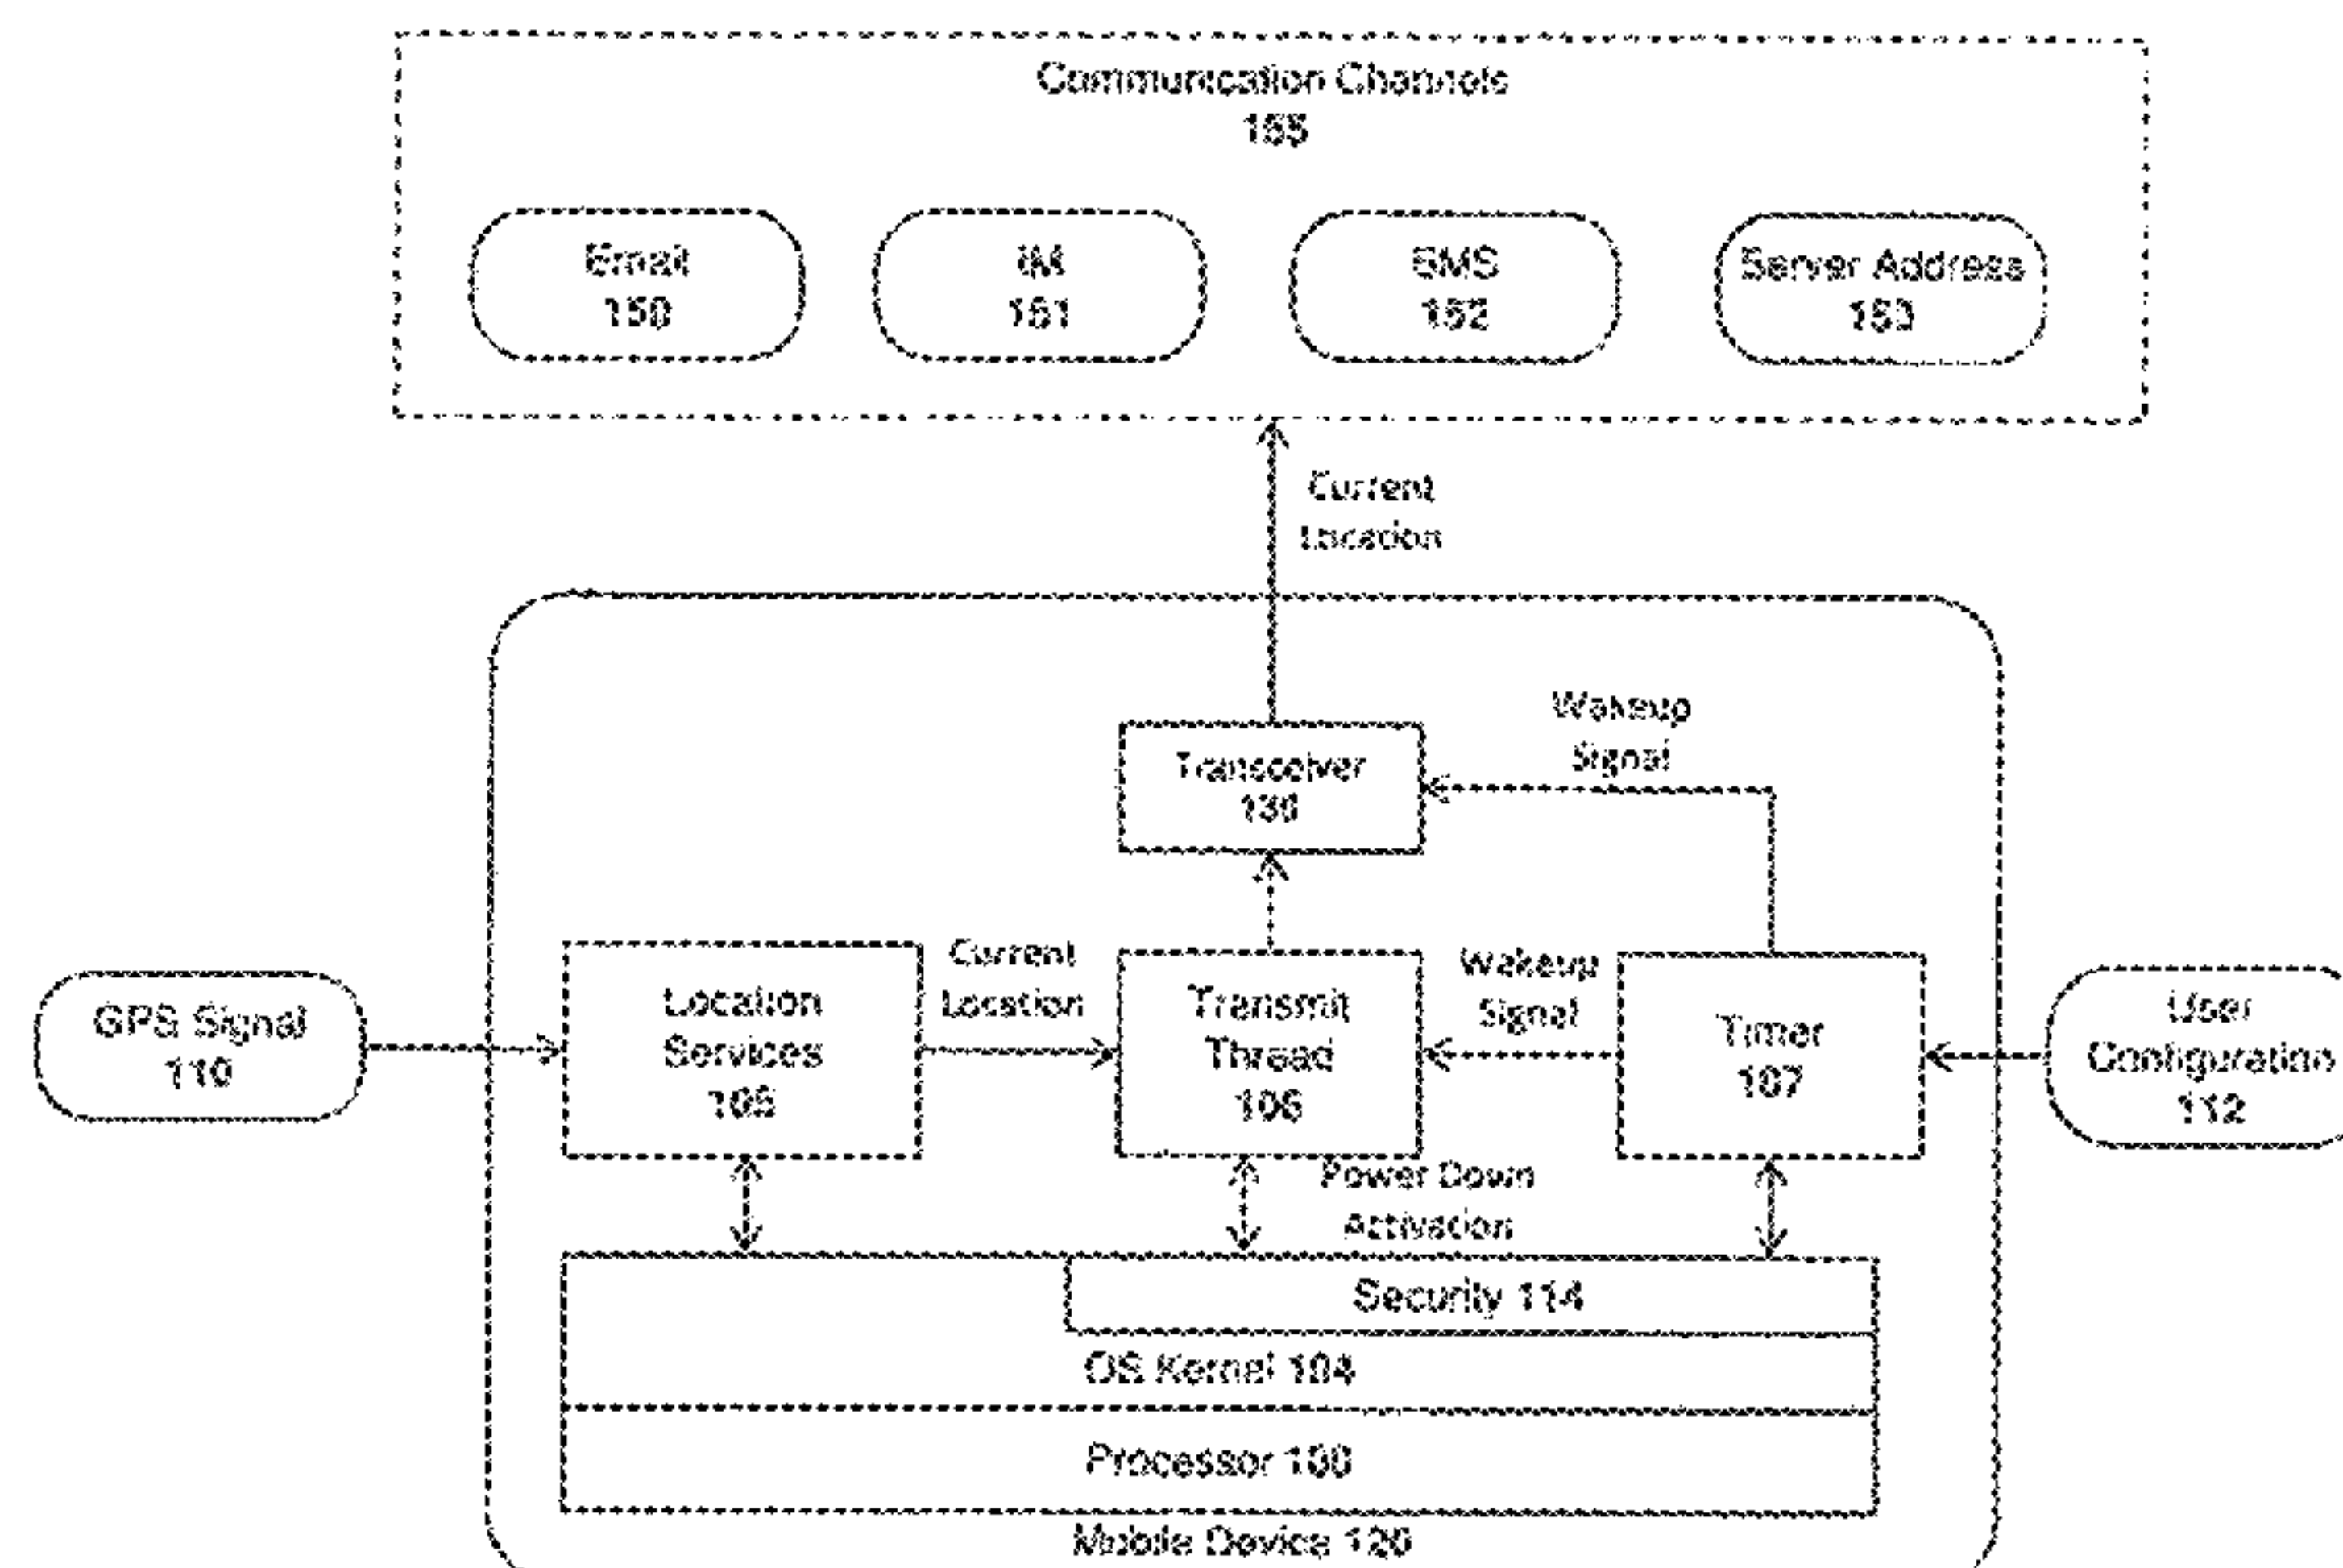 Communication Channels
155
Email
150
IM
151
SMS
152
Server Address
153
Current
Location
Wakeup
Signal
Transceiver
130
GPS Signal
110
Location
Services
105
Current
Location
Transmit
Thread
106
Wakeup
Signal
Timer
107
User
Configuration
112
Power Down
Activation
Security 114
OS Kernel 104
Processor 100
Mobile Device 120